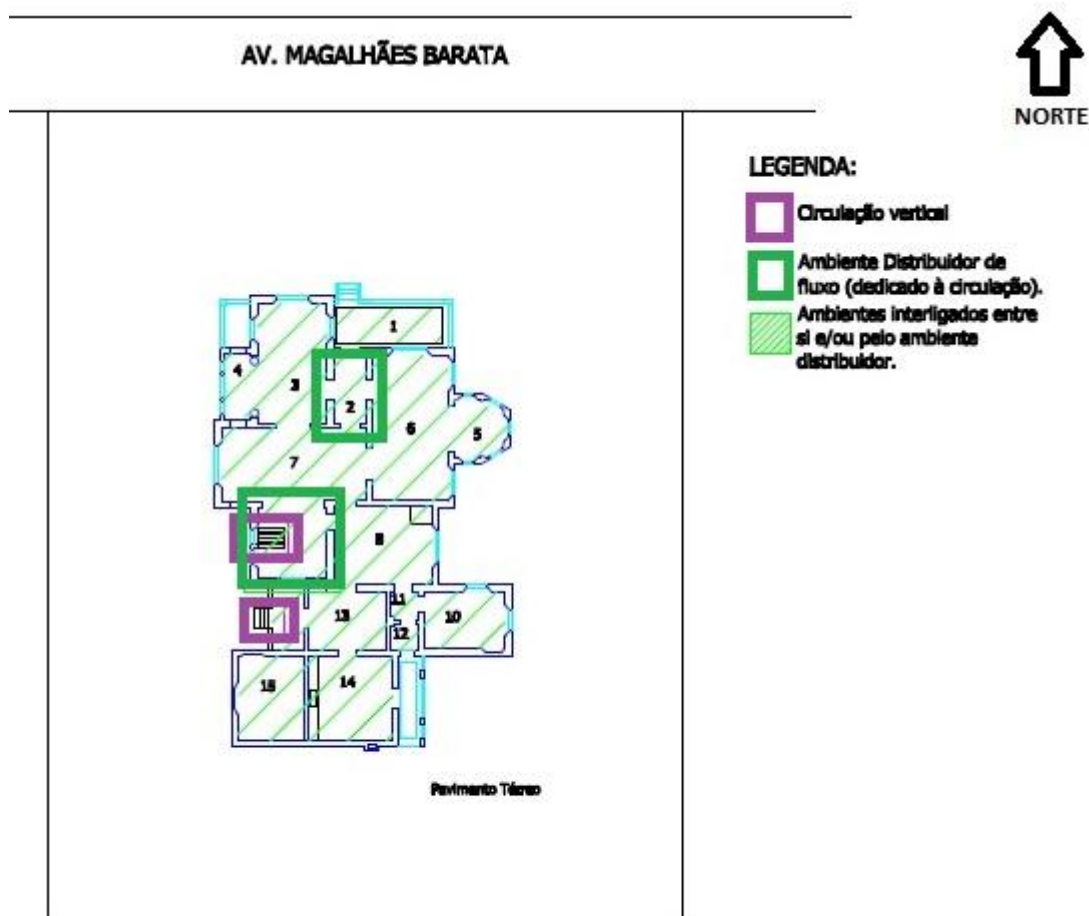 AV. MAGALHÃES BARATA
NORTE
LEGENDA:
Circulação vertical
Ambiente Distribuidor de
fluxo (dedicado à circulação).
Ambientes interligados entre
si e/ou pelo ambiente
distribuidor.
1
4
3
2
6
5
7
8
11
13
10
12
15
14
Pavimento Térreo